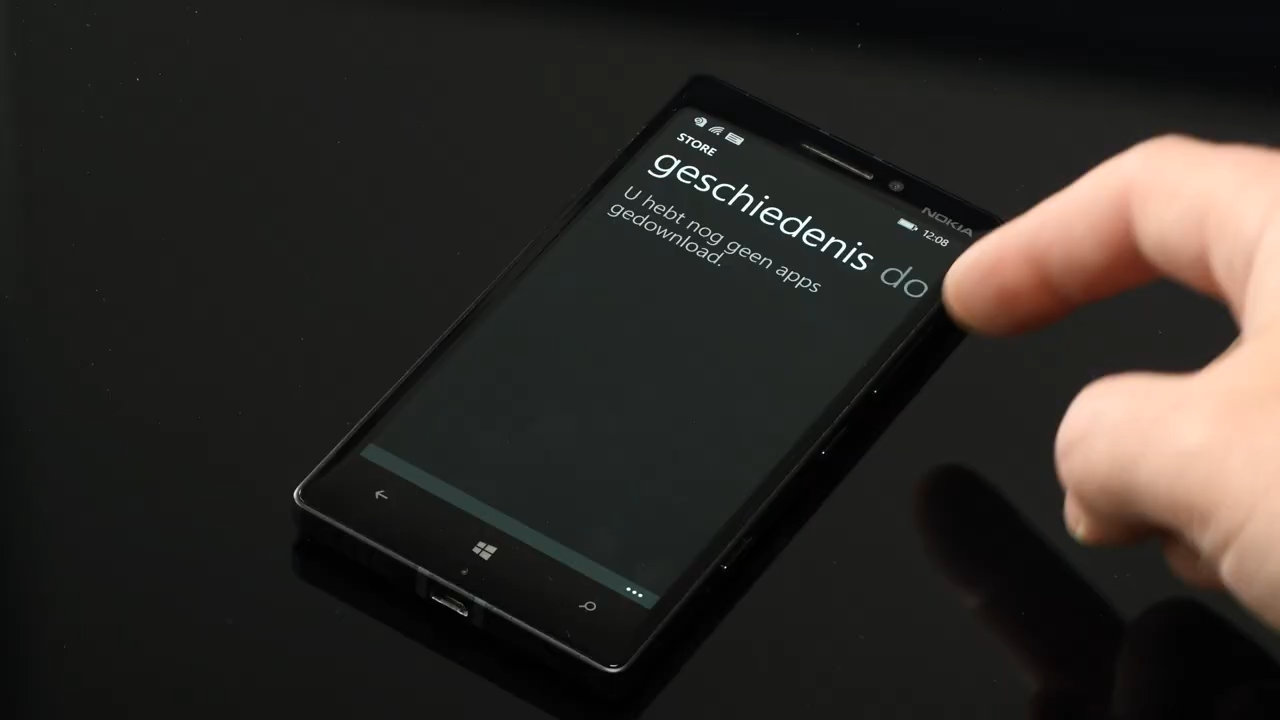 NOKIA
12:08
STORE
geschiedenis do
U hebt nog geen apps
gedownload.